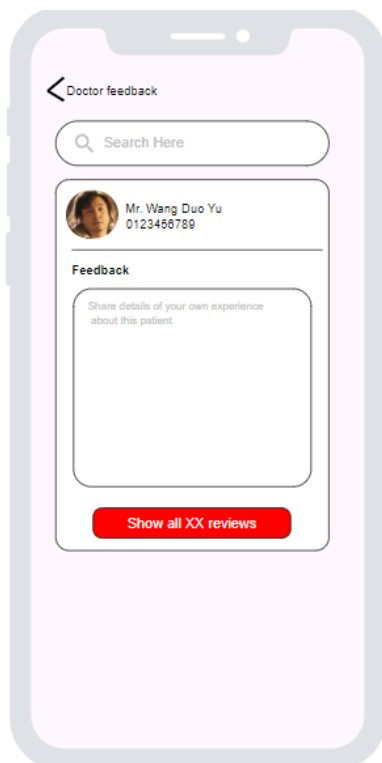 Doctor feedback
Search Here
Mr. Wang Duo Yu
0123456789
Feedback
Share details of your own experience
about this patient
Show all XX reviews